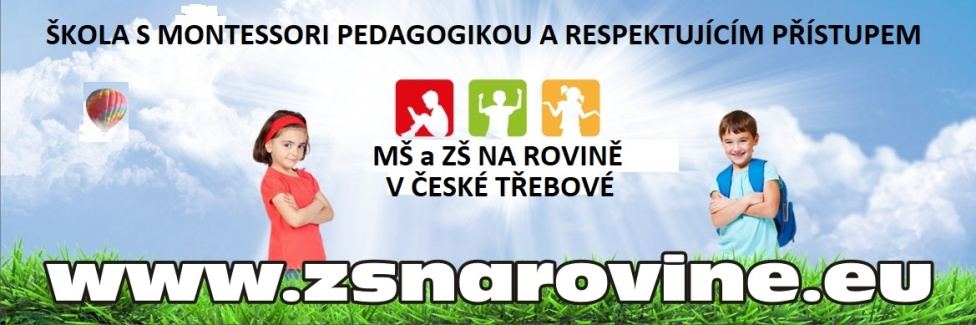 ŠKOLA S MONTESSORI PEDAGOGIKOU A RESPEKTUJÍCÍM PŘÍSTUPEM
MŠ a ZŠ NA ROVINĚ
V ČESKÉ TŘEBOVÉ
www.zsnarovine.eu